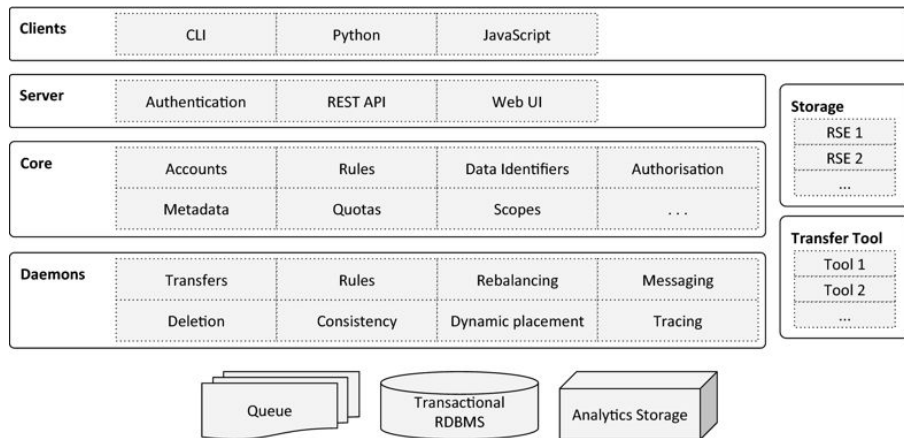 Clients
CLI
Python
JavaScript
Server
Authentication
REST API
Web UI
Storage
RSE 1
RSE 2
...
Core
Accounts
Rules
Data Identifiers
Authorisation
Metadata
Quotas
Scopes
. . .
Transfer Tool
Tool 1
Tool 2
...
Daemons
Transfers
Rules
Rebalancing
Messaging
Deletion
Consistency
Dynamic placement
Tracing
Queue
Transactional
RDBMS
Analytics Storage